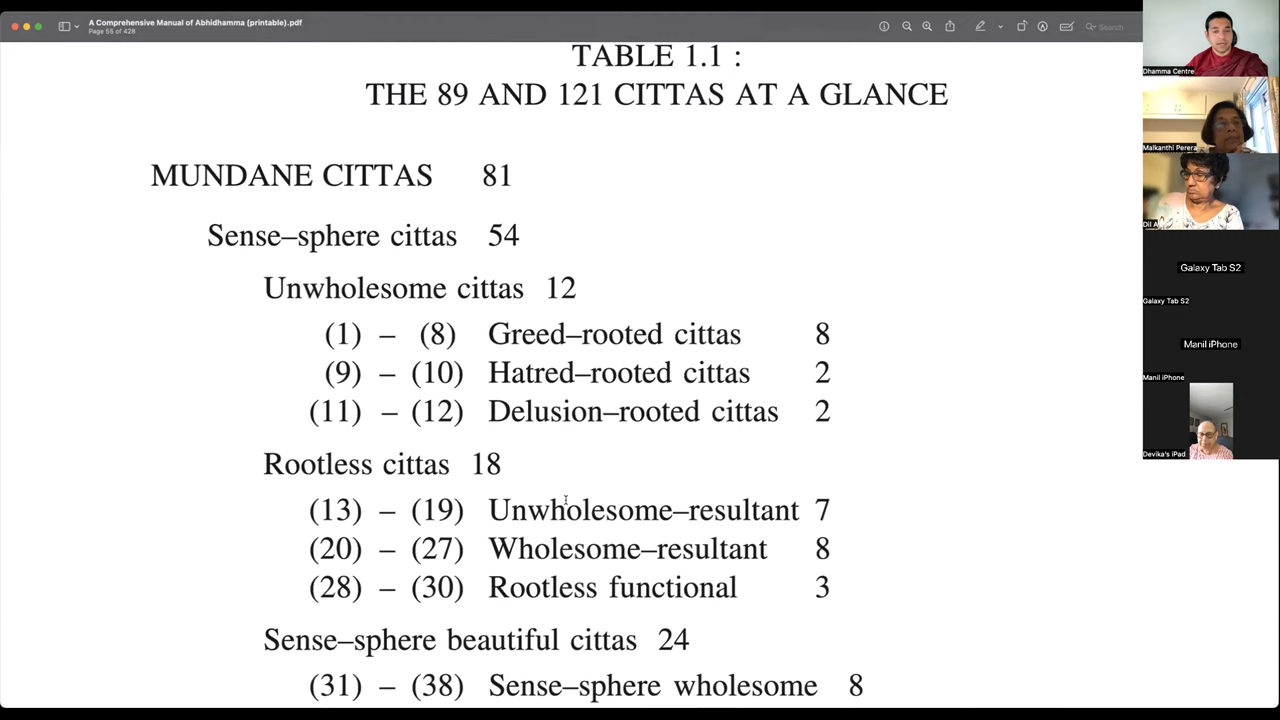 A Comprehensive Manual of Abhidhamma (printable).pdf
Page 55 of 428
Search
TABLE 1.1 :
THE 89 AND 121 CITTAS AT A GLANCE
MUNDANE CITTAS 81
Sense–sphere cittas 54
Unwholesome cittas 12
(1) – (8) Greed–rooted cittas 8
(9) – (10) Hatred–rooted cittas 2
(11) – (12) Delusion–rooted cittas 2
Rootless cittas 18
(13) – (19) Unwholesome–resultant 7
(20) – (27) Wholesome–resultant 8
(28) – (30) Rootless functional 3
Sense–sphere beautiful cittas 24
(31) – (38) Sense–sphere wholesome 8
Dhamma Centre
Malkanthi Perera
Dil A
Galaxy Tab S2
Galaxy Tab S2
Manil iPhone
Manil iPhone
Devika's iPad